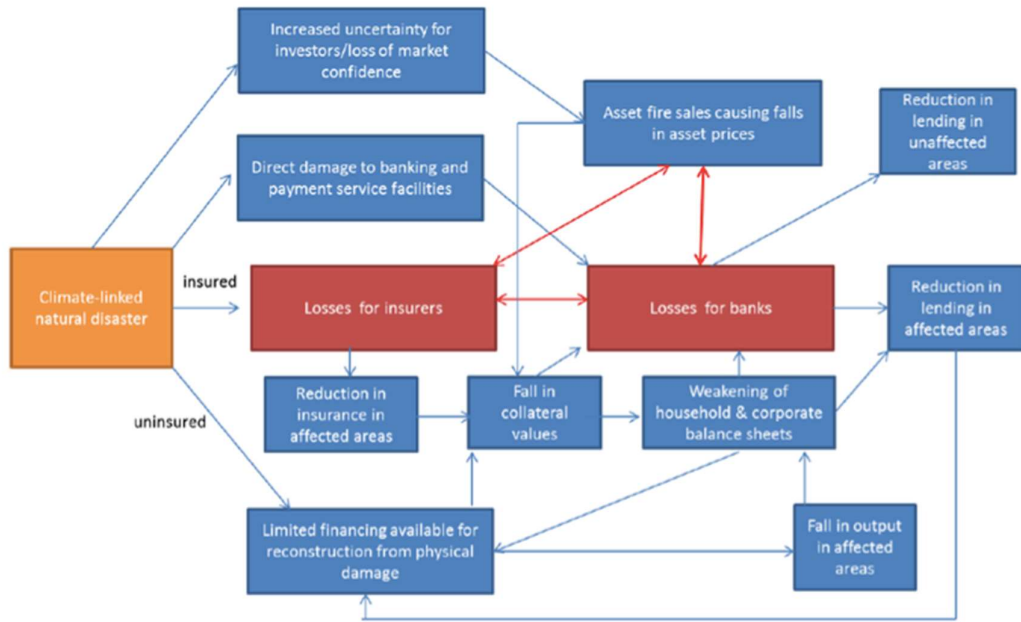 Increased uncertainty for
investors/loss of market
confidence
Asset fire sales causing falls
in asset prices
Reduction in
lending in
unaffected
areas
Direct damage to banking and
payment service facilities
insured
Climate-linked
natural disaster
Losses for insurers
Losses for banks
Reduction in
lending in
affected areas
uninsured
Reduction in
insurance in
affected areas
Fall in
collateral
values
Weakening of
household & corporate
balance sheets
Limited financing available for
reconstruction from physical
damage
Fall in output
in affected
areas